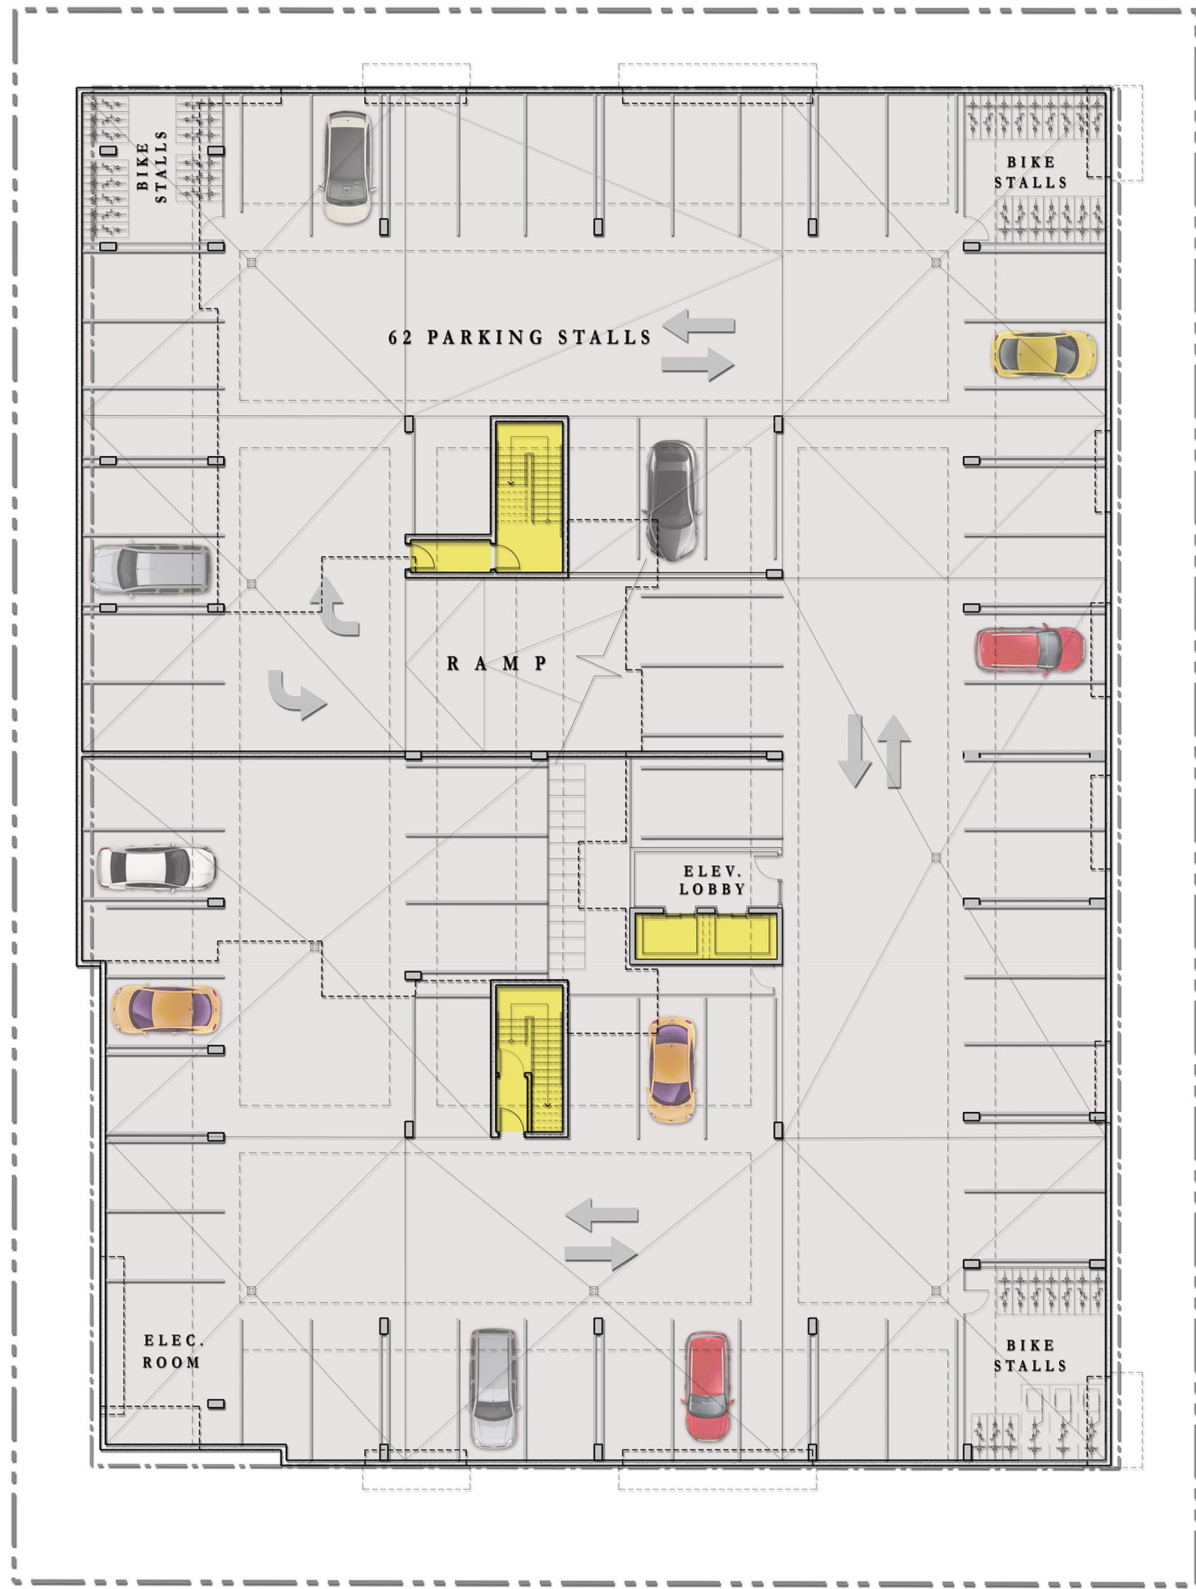 BIKE
STALLS
BIKE
STALLS
62 PARKING STALLS
RAMP
ELEV.
LOBBY
ELEC.
ROOM
BIKE
STALLS